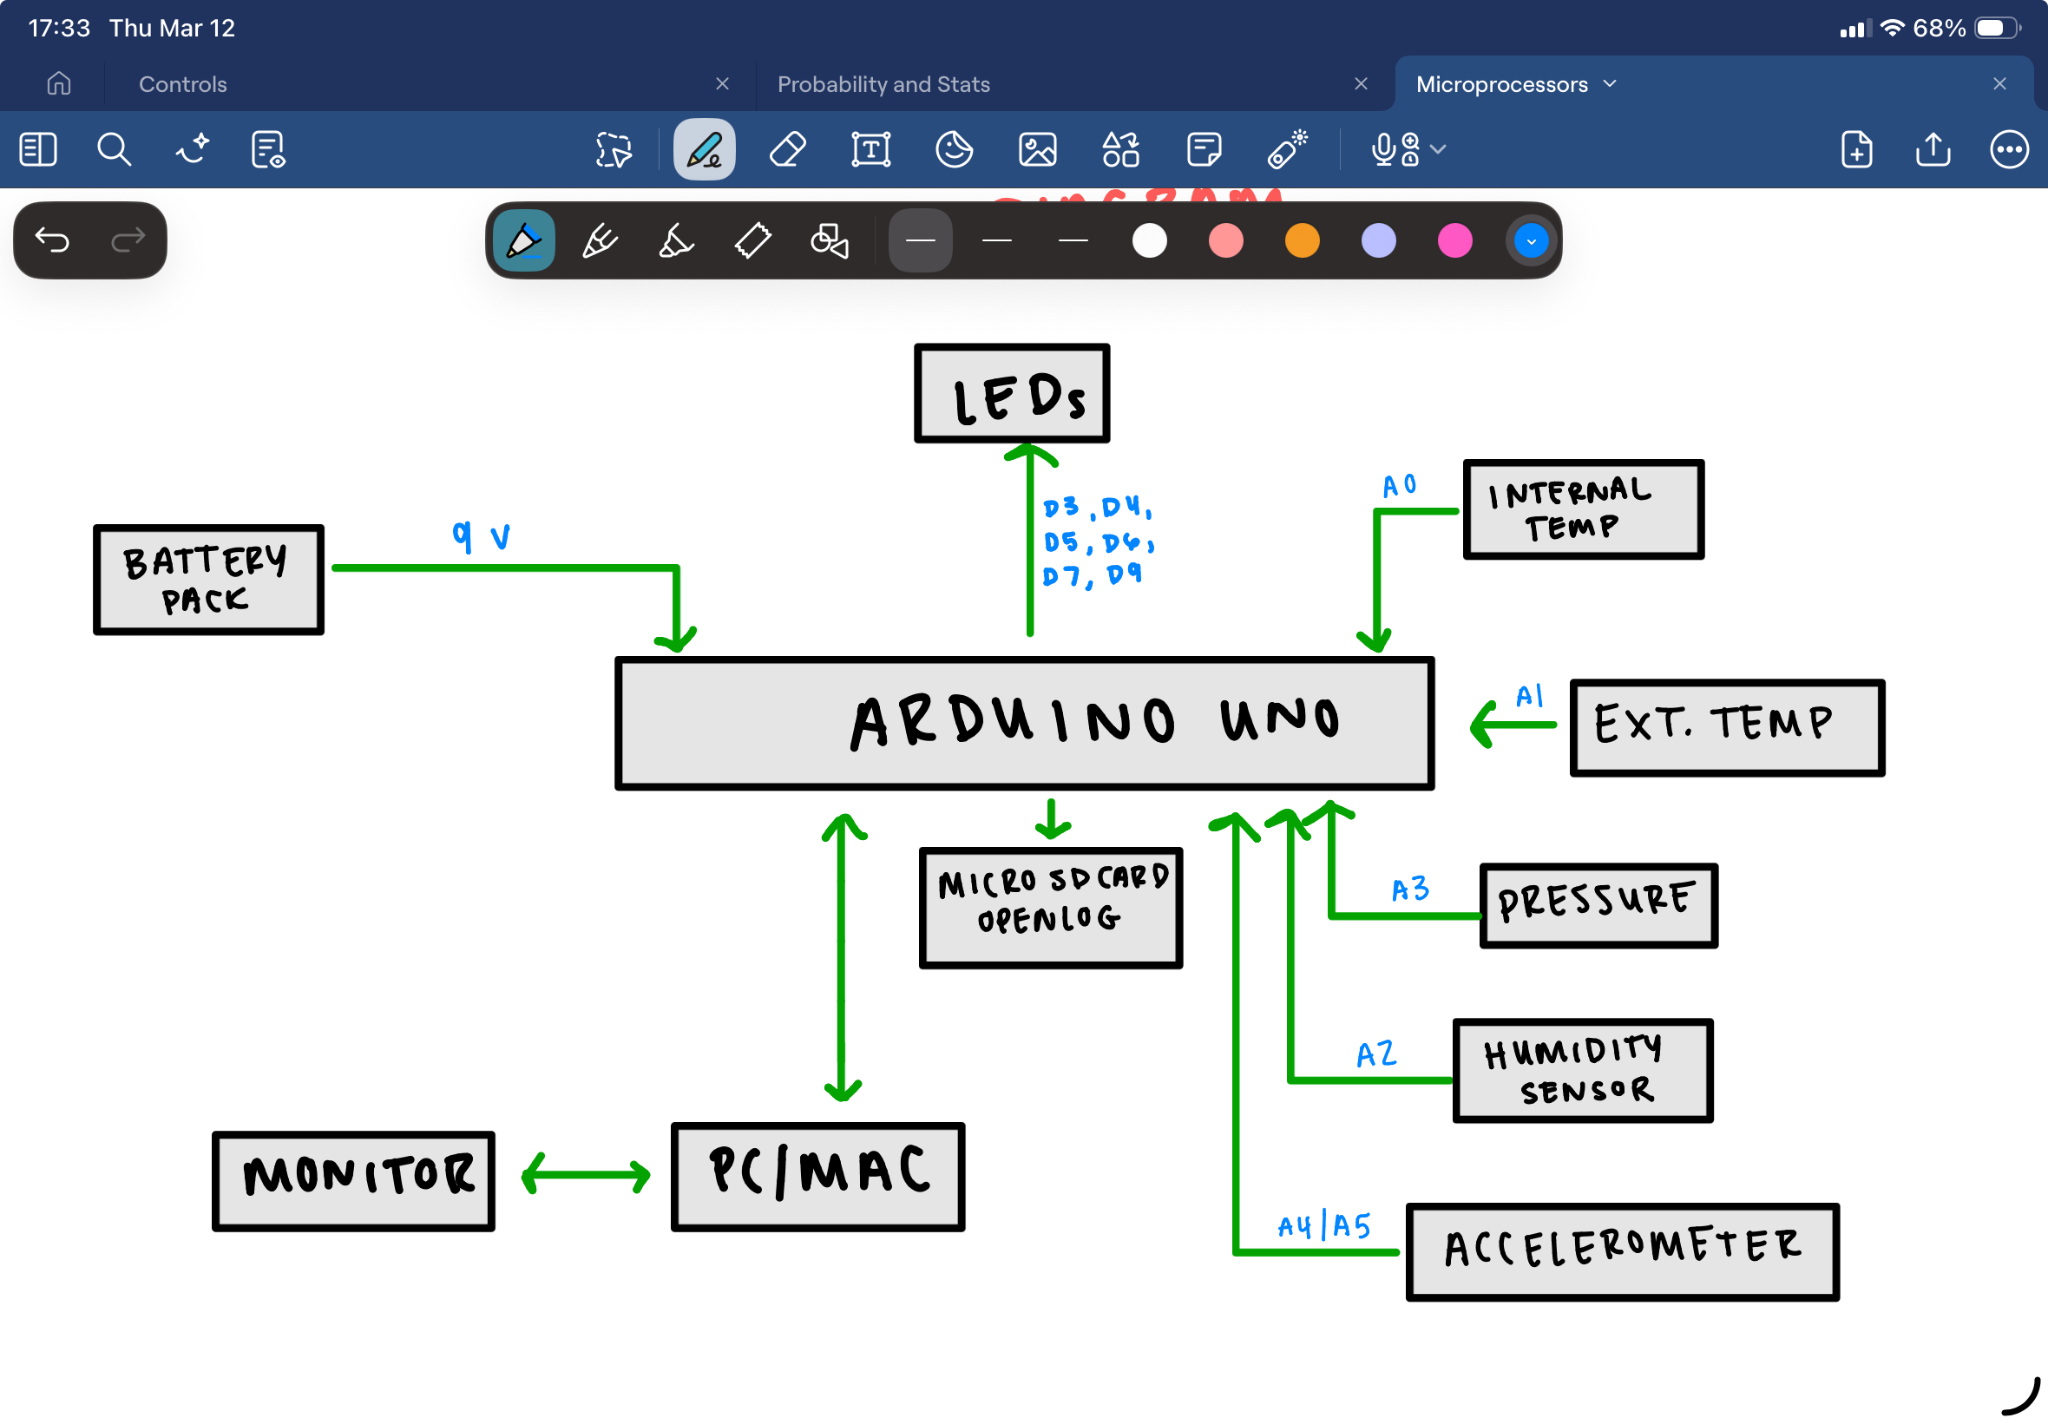 17:33 Thu Mar 12
68%
Controls
Probability and Stats
Microprocessors
LEDs
D3, D4,
D5, D6,
D7, D9
A0
INTERNAL
TEMP
9 V
BATTERY
PACK
ARDUINO UNO
A1
EXT. TEMP
MICRO SD CARD
OPENLOG
A3
PRESSURE
A2
HUMIDITY
SENSOR
MONITOR
PC/MAC
A4/A5
ACCELEROMETER